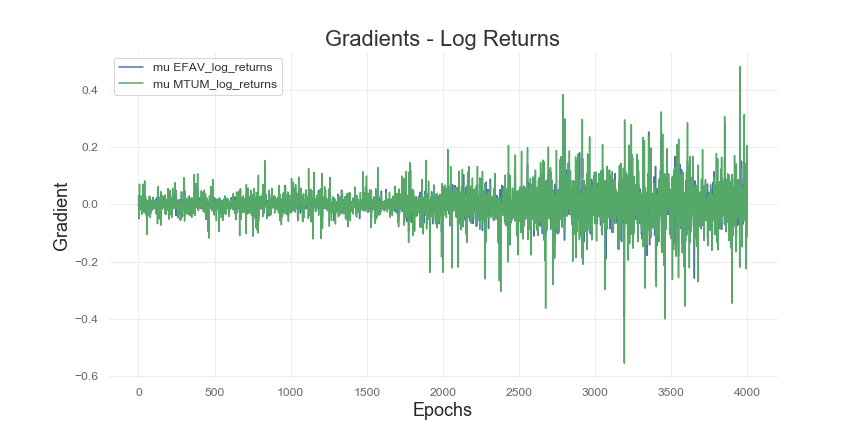 Gradients - Log Returns
mu EFAV_log_returns
mu MTUM_log_returns
Gradient
0.4
0.2
0.0
−0.2
−0.4
−0.6
0 500 1000 1500 2000 2500 3000 3500 4000
Epochs